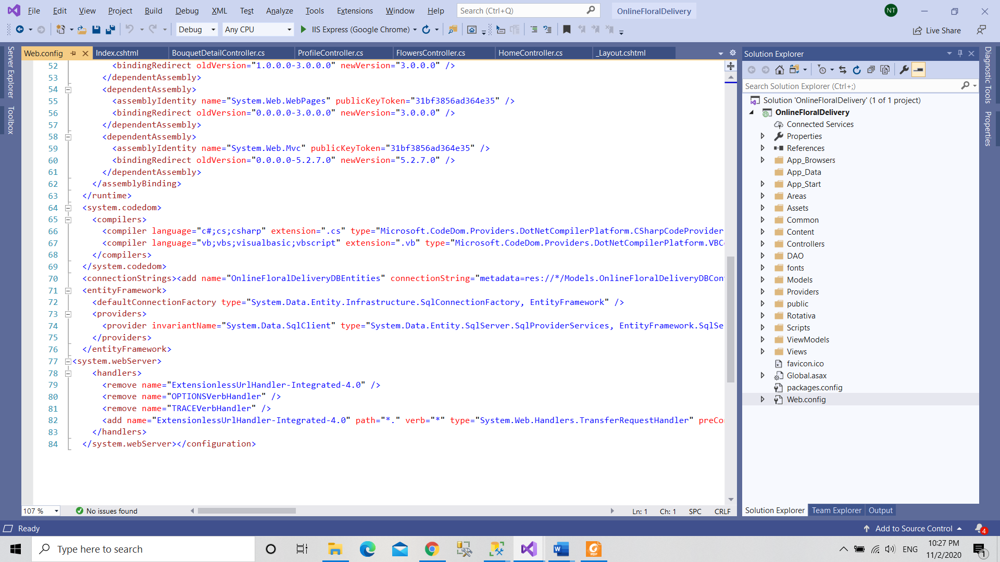 File Edit View Project Build Debug XML Test Analyze Tools Extensions Window Help Search (Ctrl+Q) OnlineFloralDelivery NT
Debug Any CPU IIS Express (Google Chrome) Live Share
Server Explorer
Toolbox
Web.config Index.cshtml BouquetDetailController.cs ProfileController.cs FlowersController.cs HomeController.cs _Layout.cshtml
52 <bindingRedirect oldVersion="1.0.0.0-3.0.0.0" newVersion="3.0.0.0" />
53 </dependentAssembly>
54 <dependentAssembly>
55 <assemblyIdentity name="System.Web.WebPages" publicKeyToken="31bf3856ad364e35" />
56 <bindingRedirect oldVersion="0.0.0.0-3.0.0.0" newVersion="3.0.0.0" />
57 </dependentAssembly>
58 <dependentAssembly>
59 <assemblyIdentity name="System.Web.Mvc" publicKeyToken="31bf3856ad364e35" />
60 <bindingRedirect oldVersion="0.0.0.0-5.2.7.0" newVersion="5.2.7.0" />
61 </dependentAssembly>
62 </assemblyBinding>
63 </runtime>
64 <system.codedom>
65 <compilers>
66 <compiler language="c#;cs;csharp" extension=".cs" type="Microsoft.CodeDom.Providers.DotNetCompilerPlatform.CSharpCodeProvider
67 <compiler language="vb;vbs;visualbasic;vbscript" extension=".vb" type="Microsoft.CodeDom.Providers.DotNetCompilerPlatform.VBC
68 </compilers>
69 </system.codedom>
70 <connectionStrings><add name="OnlineFloralDeliveryDBEntities" connectionString="metadata=res://*/Models.OnlineFloralDeliveryDBCon
71 <entityFramework>
72 <defaultConnectionFactory type="System.Data.Entity.Infrastructure.SqlConnectionFactory, EntityFramework" />
73 <providers>
74 <provider invariantName="System.Data.SqlClient" type="System.Data.Entity.SqlServer.SqlProviderServices, EntityFramework.SqlSe
75 </providers>
76 </entityFramework>
77 <system.webServer>
78 <handlers>
79 <remove name="ExtensionlessUrlHandler-Integrated-4.0" />
80 <remove name="OPTIONSVerbHandler" />
81 <remove name="TRACEVerbHandler" />
82 <add name="ExtensionlessUrlHandler-Integrated-4.0" path="*." verb="*" type="System.Web.Handlers.TransferRequestHandler" preCo
83 </handlers>
84 </system.webServer></configuration>
107 % No issues found Ln: 1 Ch: 1 SPC CRLF
Solution Explorer
Search Solution Explorer (Ctrl+;)
Solution 'OnlineFloralDelivery' (1 of 1 project)
OnlineFloralDelivery
Connected Services
Properties
References
App_Browsers
App_Data
App_Start
Areas
Assets
Common
Content
Controllers
DAO
fonts
Models
Providers
public
Rotativa
Scripts
ViewModels
Views
favicon.ico
Global.asax
packages.config
Web.config
Solution Explorer Team Explorer Output
Diagnostic Tools
Properties
Ready Add to Source Control 4
Type here to search
ENG
10:27 PM
11/2/2020
1